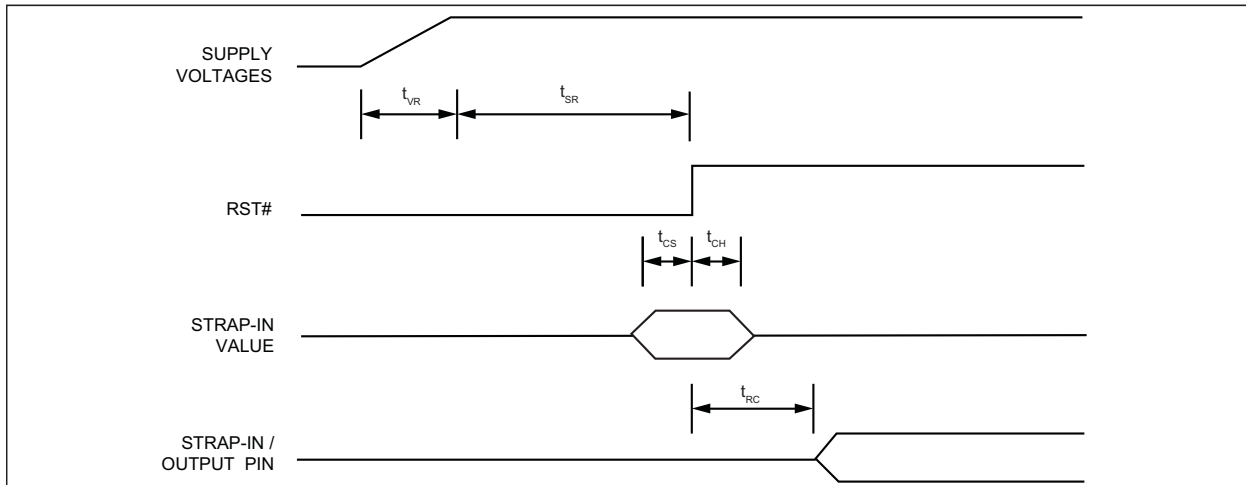 SUPPLY
VOLTAGES
tVR
tSR
RST#
tCS
tCH
STRAP-IN
VALUE
tRC
STRAP-IN /
OUTPUT PIN